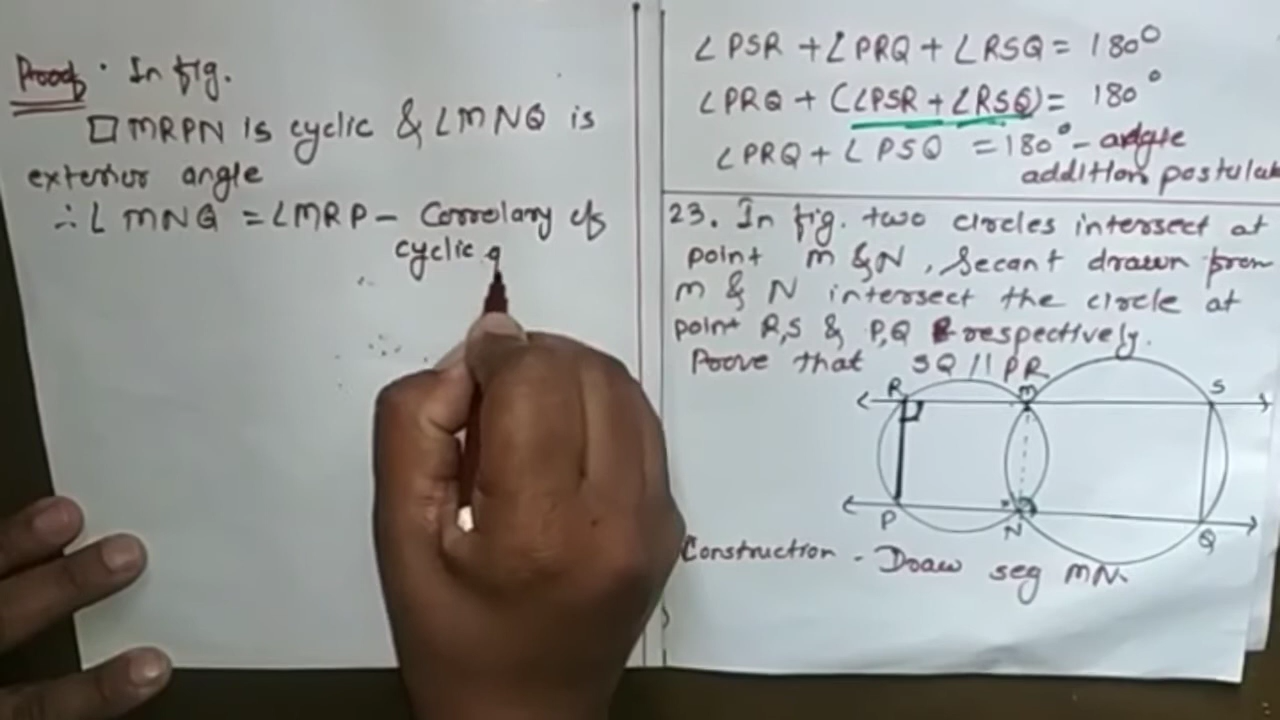 Proof. In fig.
□ MRPN is cyclic & ∠MNQ is
exterior angle
∴ ∠ MNQ = ∠MRP - Correlary of
cyclic q
∠PSR + ∠PRQ + ∠RSQ = 180°
∠PRQ + (∠PSR + ∠RSQ) = 180°
∠PRQ + ∠PSQ = 180° - angle
addition postulat
23. In fig. two circles intersect at
point M & N, Secant drawn from
M & N intersect the circle at
point R,S & P,Q respectively.
Prove that SQ // PR
R M S
P N Q
Construction - Draw seg MN.